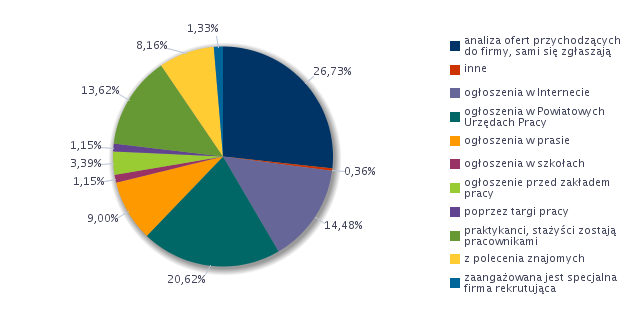 1,33%
8,16%
26,73%
13,62%
1,15%
3,39%
1,15%
0,36%
9,00%
14,48%
20,62%
analiza ofert przychodzących
do firmy, sami się zgłaszają
inne
ogłoszenia w Internecie
ogłoszenia w Powiatowych
Urzędach Pracy
ogłoszenia w prasie
ogłoszenia w szkołach
ogłoszenie przed zakładem
pracy
poprzez targi pracy
praktykanci, stażyści zostają
pracownikami
z polecenia znajomych
zaangażowana jest specjalna
firma rekrutująca